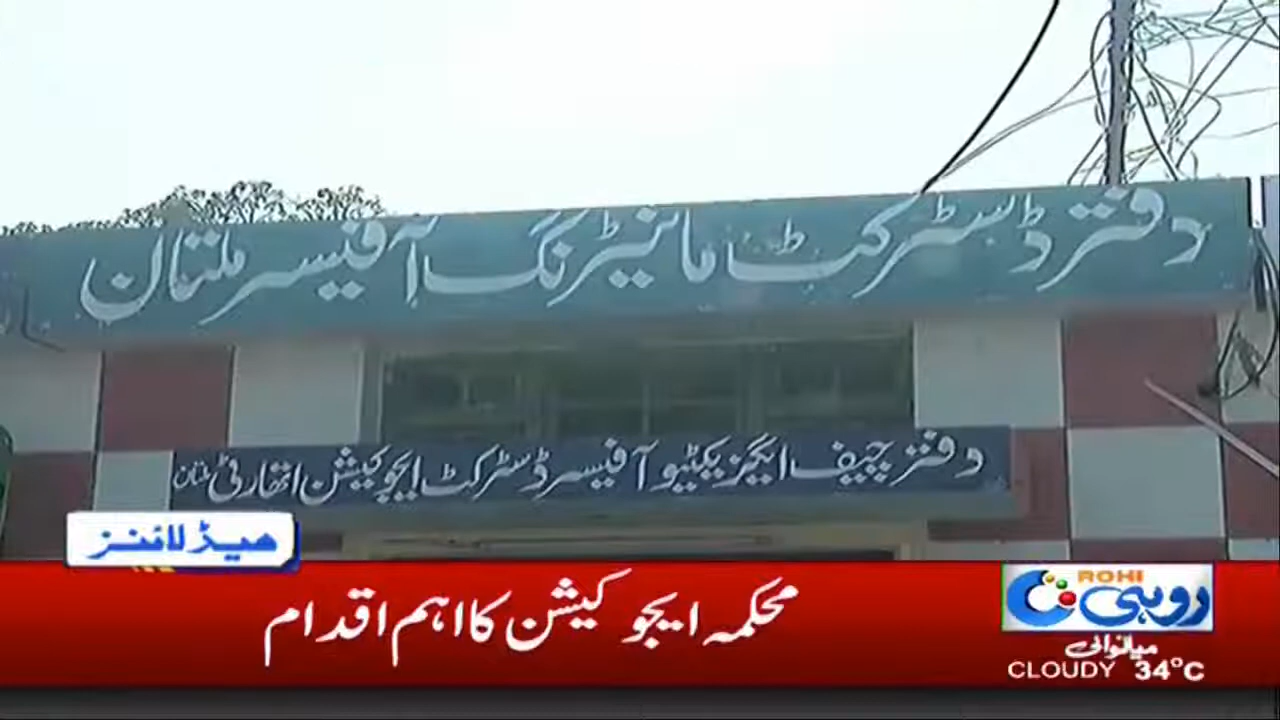 دفتر ڈسٹرکٹ مانیٹرنگ آفیسر ملتان
دفتر چیف ایگزیکٹیو آفیسر ڈسٹرکٹ ایجوکیشن اتھارٹی ملتان
ھیڈ لائنز
محکمہ ایجوکیشن کا اہم اقدام
ROHI
روہی
میانوالی
CLOUDY 34°C